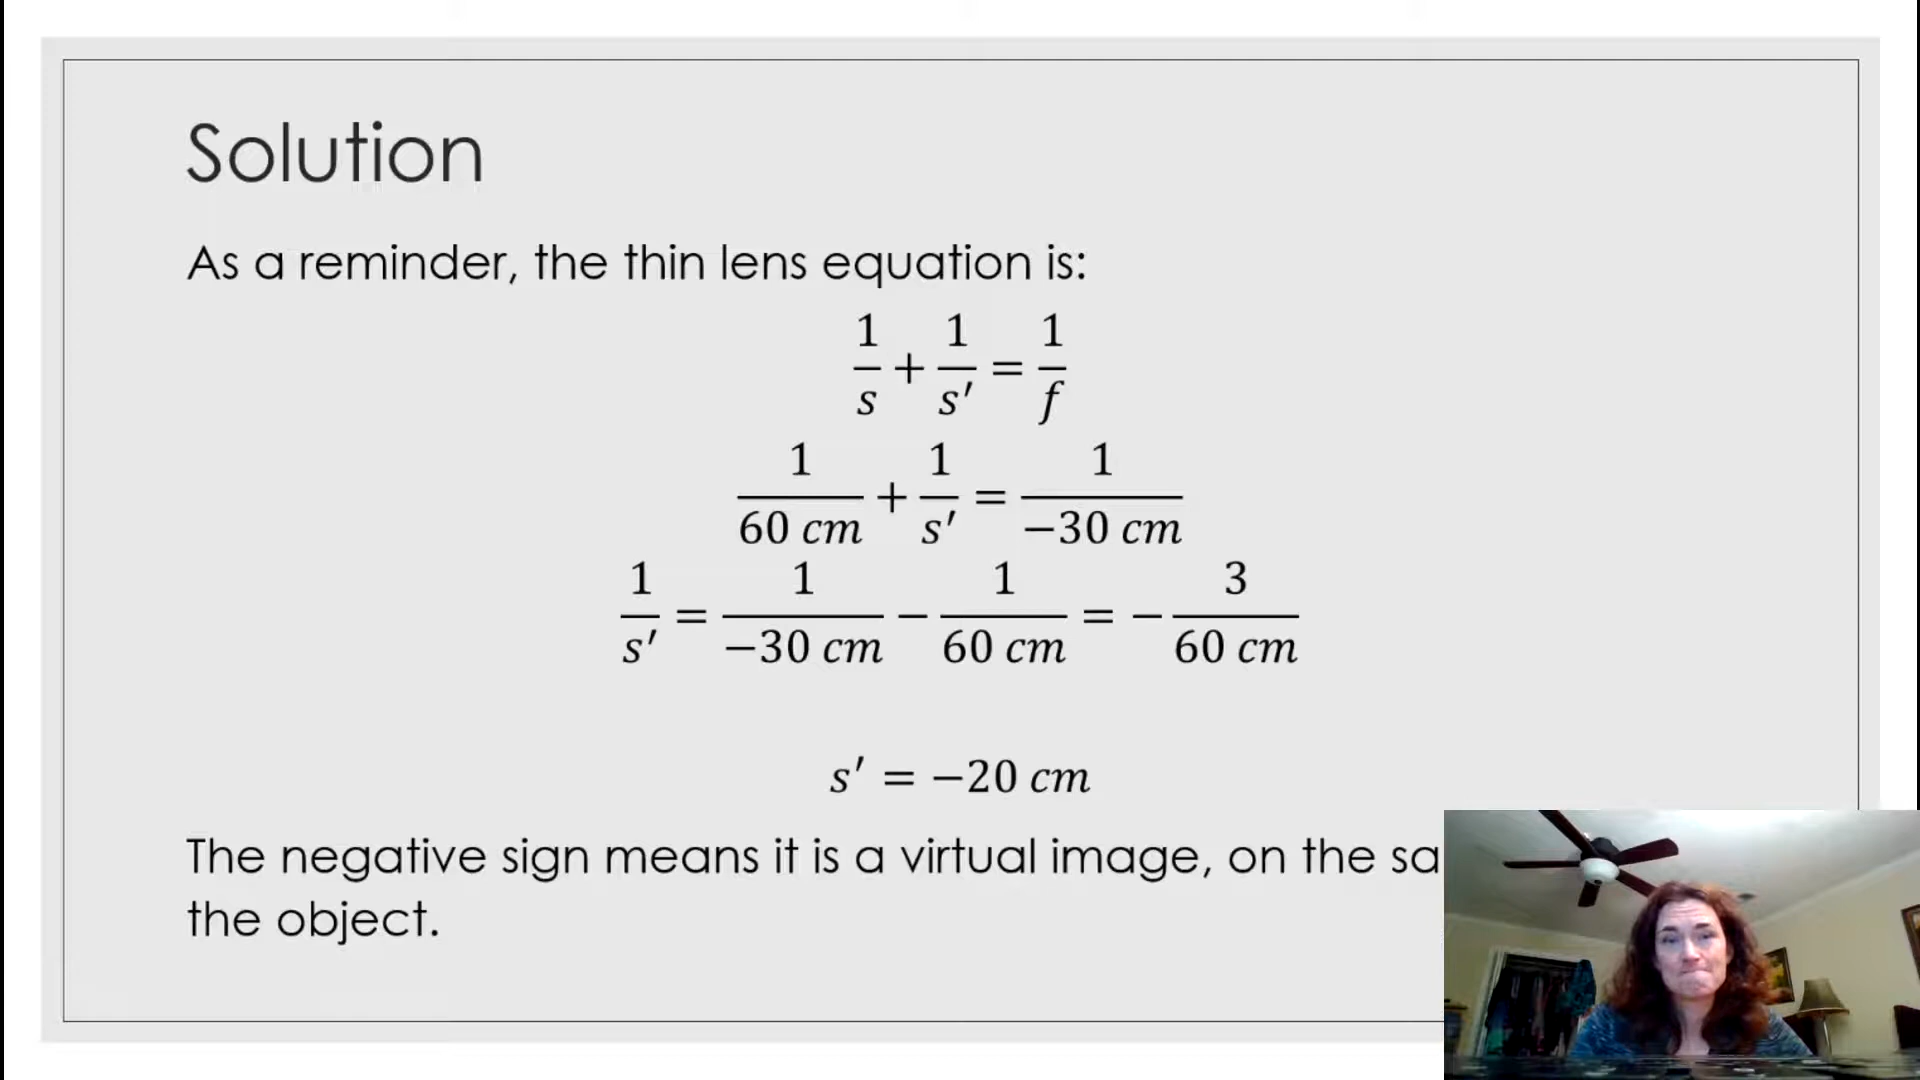 Solution
As a reminder, the thin lens equation is:
1/s + 1/s′ = 1/f
1/60 cm + 1/s′ = 1/−30 cm
1/s′ = 1/−30 cm − 1/60 cm = − 3/60 cm
s′ = −20 cm
The negative sign means it is a virtual image, on the
the object.